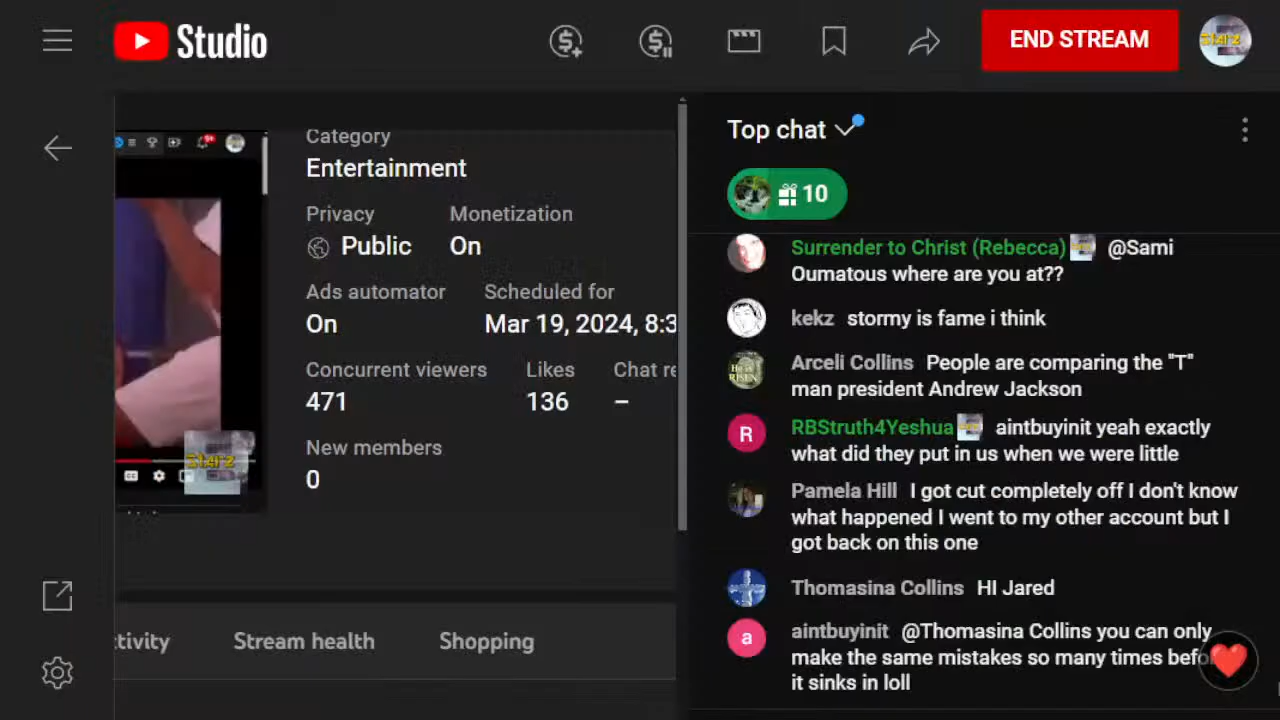 Studio
END STREAM
Starz
Category
Entertainment
Privacy
Monetization
Public
On
Ads automator
Scheduled for
On
Mar 19, 2024, 8:3
Concurrent viewers
Likes
Chat re
471
136
–
New members
0
Starz
tivity
Stream health
Shopping
Top chat
10
Surrender to Christ (Rebecca) @Sami
Oumatous where are you at??
kekz stormy is fame i think
HE IS RISEN
Arceli Collins People are comparing the "T"
man president Andrew Jackson
R
RBStruth4Yeshua aintbuyinit yeah exactly
what did they put in us when we were little
Pamela Hill I got cut completely off I don't know
what happened I went to my other account but I
got back on this one
Thomasina Collins HI Jared
a
aintbuyinit @Thomasina Collins you can only
make the same mistakes so many times befo
it sinks in loll